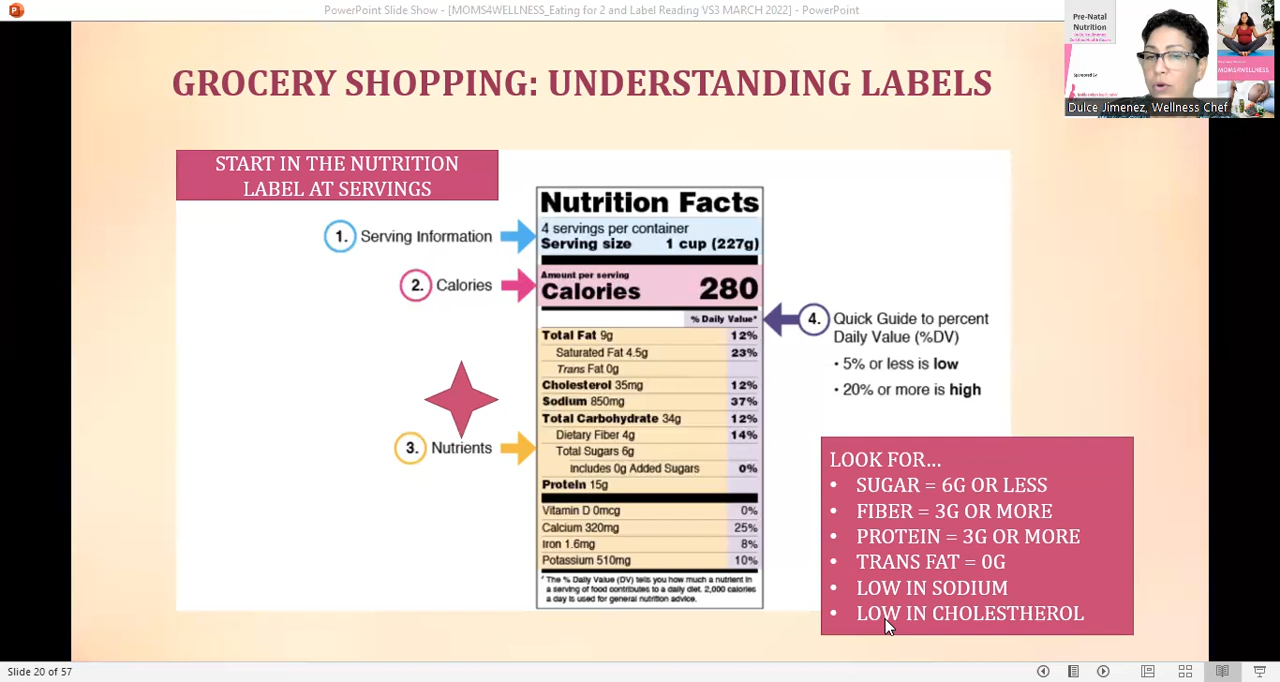 PowerPoint Slide Show - [MOMS4WELLNESS_Eating for 2 and Label Reading VS3 MARCH 2022] - PowerPoint
Pre-Natal
Nutrition
MOMS4WELLNESS
Dulce Jimenez, Wellness Chef
GROCERY SHOPPING: UNDERSTANDING LABELS
START IN THE NUTRITION
LABEL AT SERVINGS
1. Serving Information
2. Calories
3. Nutrients
Nutrition Facts
4 servings per container
Serving size 1 cup (227g)
Amount per serving
Calories 280
% Daily Value*
Total Fat 9g 12%
Saturated Fat 4.5g 23%
Trans Fat 0g
Cholesterol 35mg 12%
Sodium 850mg 37%
Total Carbohydrate 34g 12%
Dietary Fiber 4g 14%
Total Sugars 6g
Includes 0g Added Sugars 0%
Protein 15g
Vitamin D 0mcg 0%
Calcium 320mg 25%
Iron 1.6mg 8%
Potassium 510mg 10%
* The % Daily Value (DV) tells you how much a nutrient in
a serving of food contributes to a daily diet. 2,000 calories
a day is used for general nutrition advice.
4. Quick Guide to percent
Daily Value (%DV)
• 5% or less is low
• 20% or more is high
LOOK FOR...
• SUGAR = 6G OR LESS
• FIBER = 3G OR MORE
• PROTEIN = 3G OR MORE
• TRANS FAT = 0G
• LOW IN SODIUM
• LOW IN CHOLESTHEROL
Slide 20 of 57